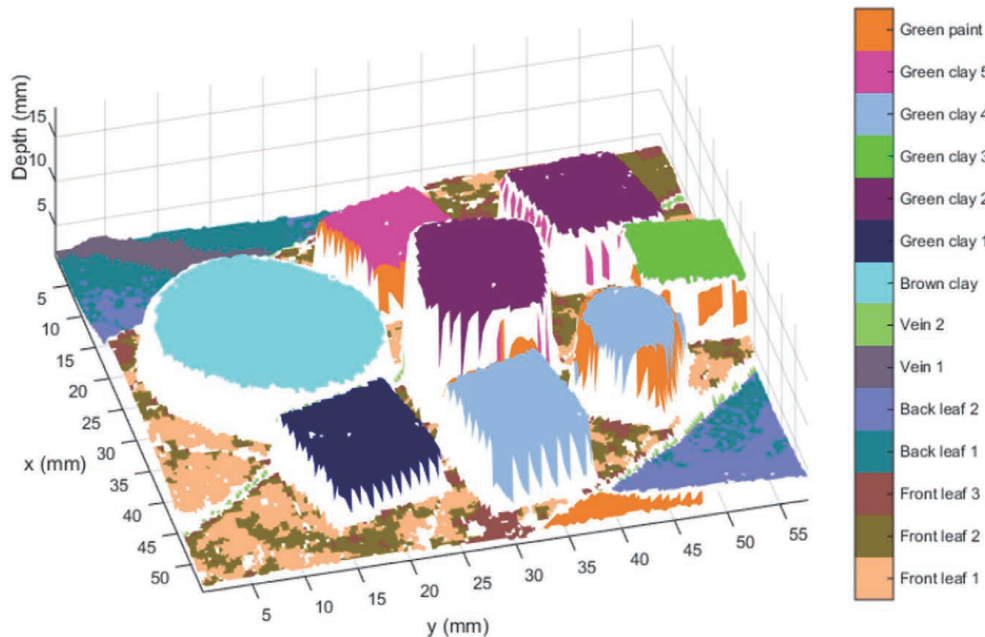 Depth (mm)
15
10
5
5
10
15
20
25
30
35
40
45
50
x (mm)
5
10
15
20
25
30
35
40
45
50
55
y (mm)
Green paint
Green clay 5
Green clay 4
Green clay 3
Green clay 2
Green clay 1
Brown clay
Vein 2
Vein 1
Back leaf 2
Back leaf 1
Front leaf 3
Front leaf 2
Front leaf 1